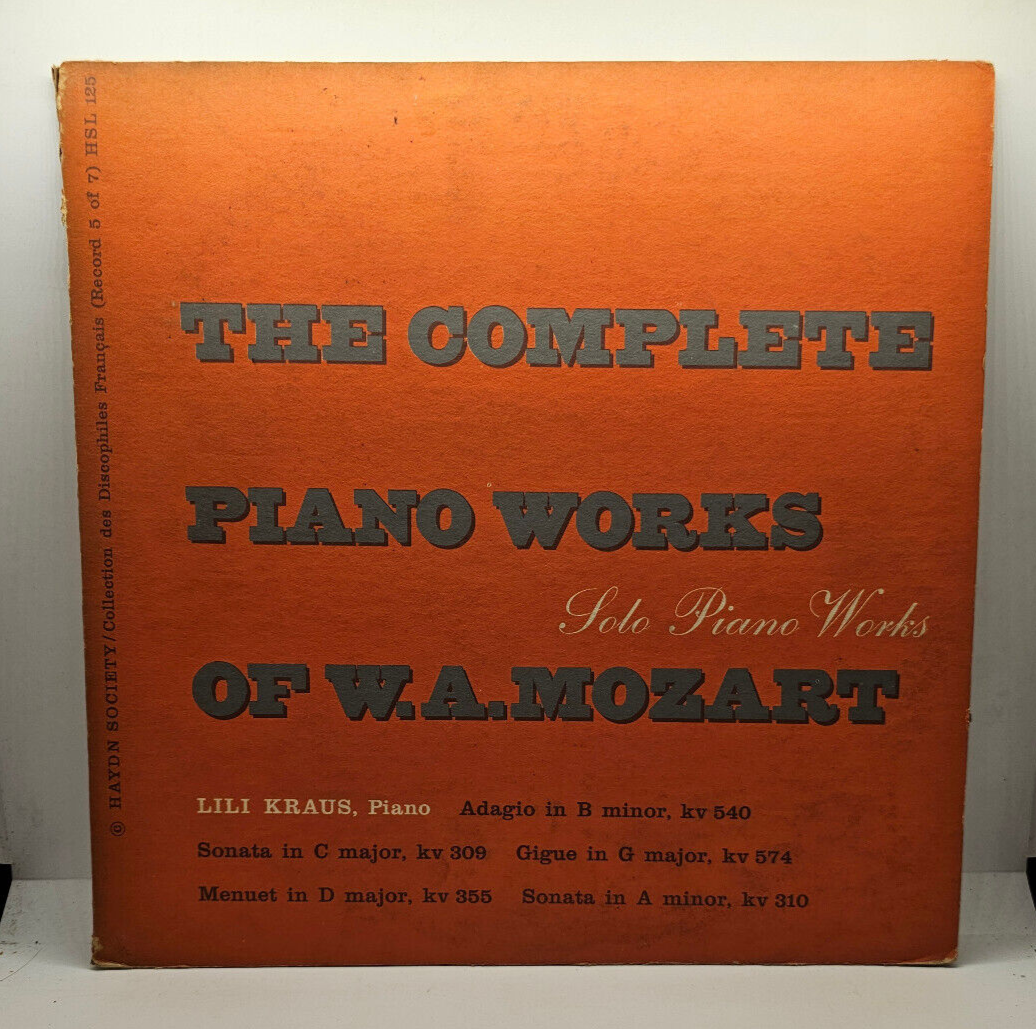 © HAYDN SOCIETY/Collection des Discophiles Français (Record 5 of 7) HSL 125
THE COMPLETE
PIANO WORKS
Solo Piano Works
OF W.A.MOZART
LILI KRAUS, Piano Adagio in B minor, kv 540
Sonata in C major, kv 309 Gigue in G major, kv 574
Menuet in D major, kv 355 Sonata in A minor, kv 310